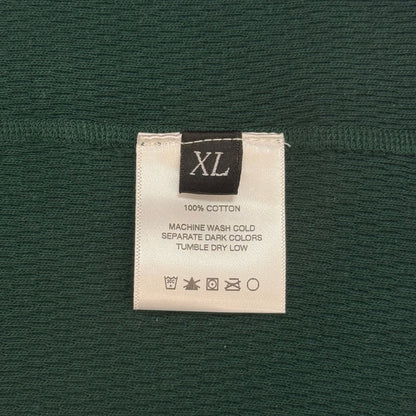 XL
100% COTTON
MACHINE WASH COLD
SEPARATE DARK COLORS
TUMBLE DRY LOW